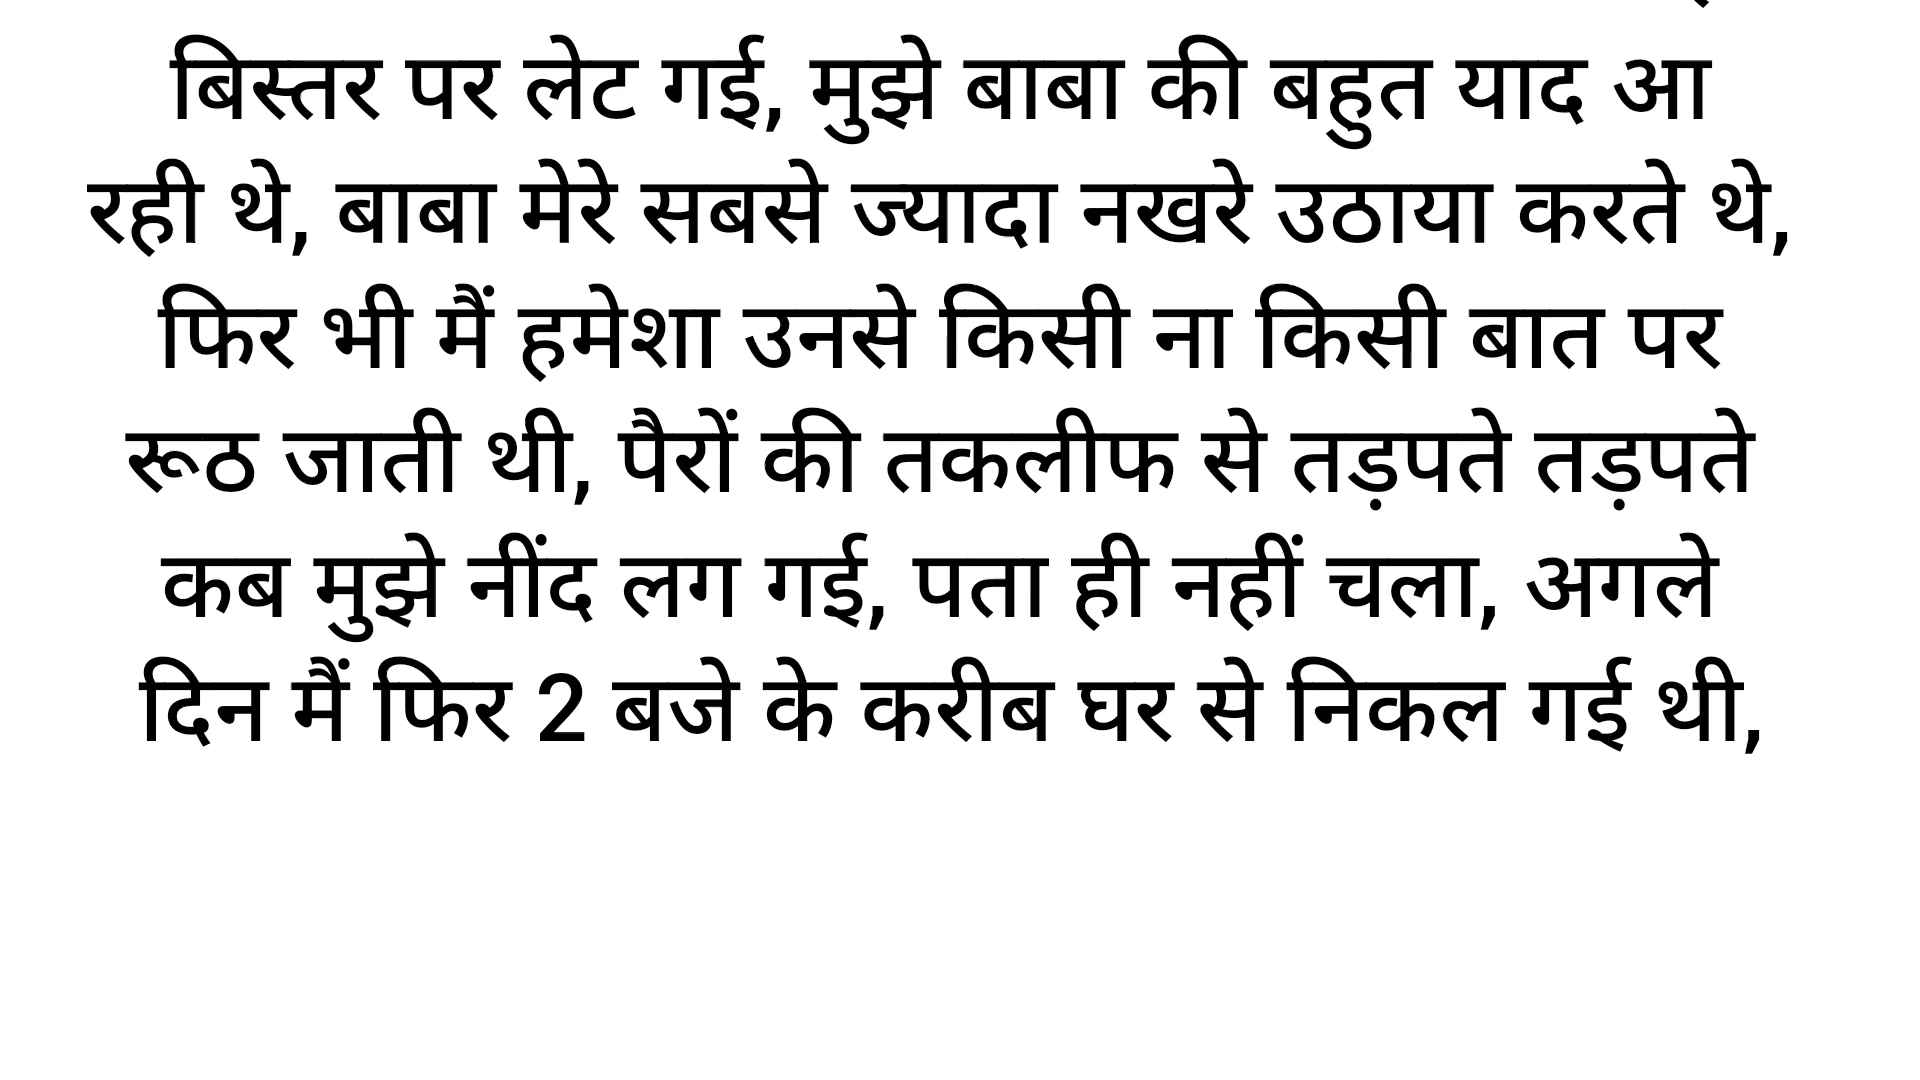 बिस्तर पर लेट गई, मुझे बाबा की बहुत याद आ
रही थे, बाबा मेरे सबसे ज्यादा नखरे उठाया करते थे,
फिर भी मैं हमेशा उनसे किसी ना किसी बात पर
रूठ जाती थी, पैरों की तकलीफ से तड़पते तड़पते
कब मुझे नींद लग गई, पता ही नहीं चला, अगले
दिन मैं फिर 2 बजे के करीब घर से निकल गई थी,